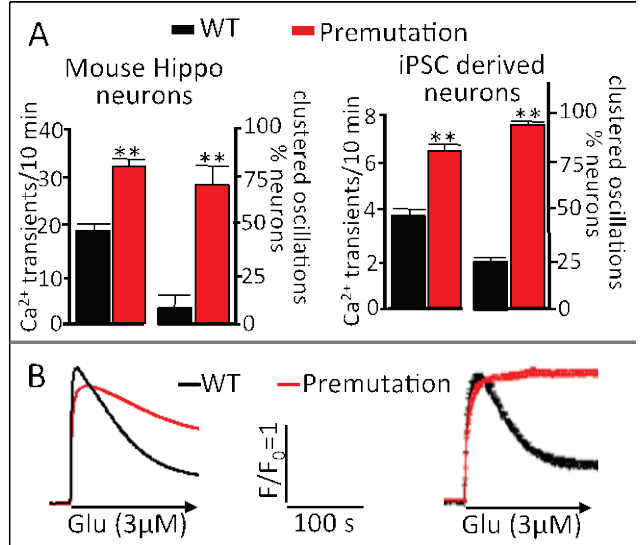 A
WT
Premutation
Mouse Hippo
neurons
Ca²⁺ transients/10 min
40
30
20
10
0
**
**
100
75
50
25
0
% neurons
clustered oscillations
iPSC derived
neurons
Ca²⁺ transients/10 min
8
6
4
2
0
**
**
100
75
50
25
0
% neurons
clustered oscillations
B
WT
Premutation
Glu (3µM)
F/F₀=1
100 s
Glu (3µM)